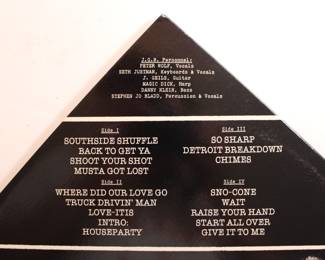 J.G.B. Personnel:
PETER WOLF, Vocals
SETH JUSTMAN, Keyboards & Vocals
J. GEILS, Guitar
MAGIC DICK, Harp
DANNY KLEIN, Bass
STEPHEN JO BLADD, Percussion & Vocals
Side I
SOUTHSIDE SHUFFLE
BACK TO GET YA
SHOOT YOUR SHOT
MUSTA GOT LOST
Side II
WHERE DID OUR LOVE GO
TRUCK DRIVIN' MAN
LOVE-ITIS
INTRO:
HOUSEPARTY
Side III
SO SHARP
DETROIT BREAKDOWN
CHIMES
Side IV
SNO-CONE
WAIT
RAISE YOUR HAND
START ALL OVER
GIVE IT TO ME